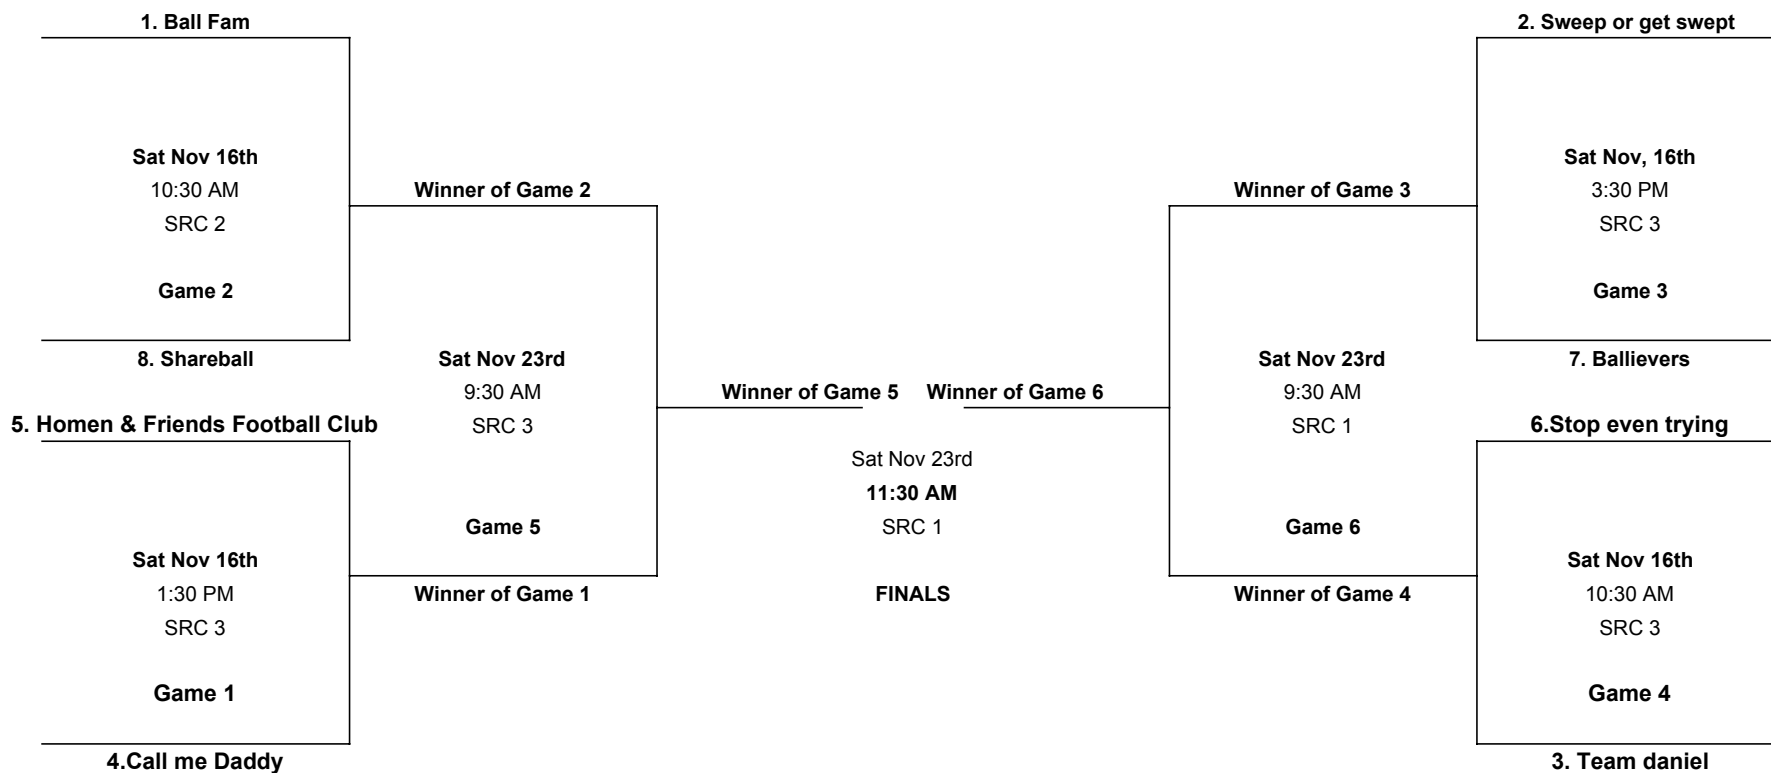 1. Ball Fam
Sat Nov 16th
10:30 AM
SRC 2
Game 2
8. Shareball
5. Homen & Friends Football Club
Sat Nov 16th
1:30 PM
SRC 3
Game 1
4.Call me Daddy
Winner of Game 2
Sat Nov 23rd
9:30 AM
SRC 3
Game 5
Winner of Game 1
Winner of Game 5
Winner of Game 6
Sat Nov 23rd
11:30 AM
SRC 1
FINALS
Winner of Game 3
Sat Nov 23rd
9:30 AM
SRC 1
Game 6
Winner of Game 4
2. Sweep or get swept
Sat Nov, 16th
3:30 PM
SRC 3
Game 3
7. Ballievers
6.Stop even trying
Sat Nov 16th
10:30 AM
SRC 3
Game 4
3. Team daniel